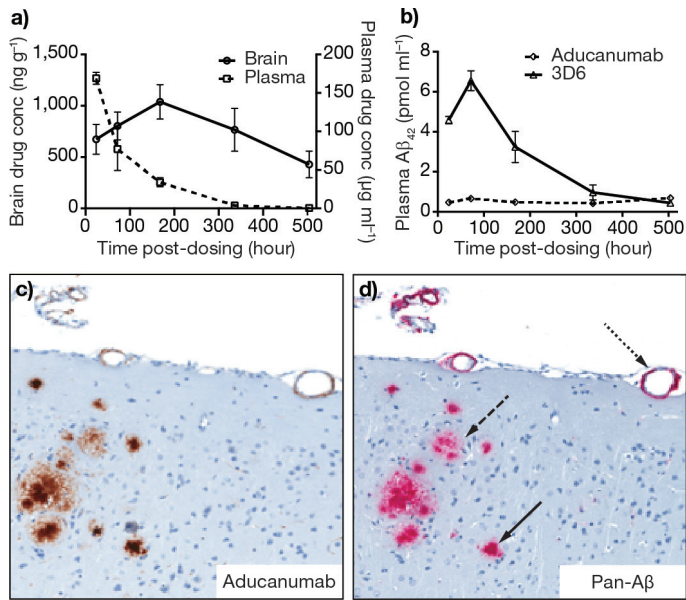 a)
Brain drug conc (ng g⁻¹)
1,500
1,000
500
0
Brain
Plasma
200
150
100
50
0
Plasma drug conc (μg ml⁻¹)
0 100 200 300 400 500
Time post-dosing (hour)
b)
Plasma Aβ₄₂ (pmol ml⁻¹)
8
6
4
2
0
Aducanumab
3D6
0 100 200 300 400 500
Time post-dosing (hour)
c)
Aducanumab
d)
Pan-Aβ